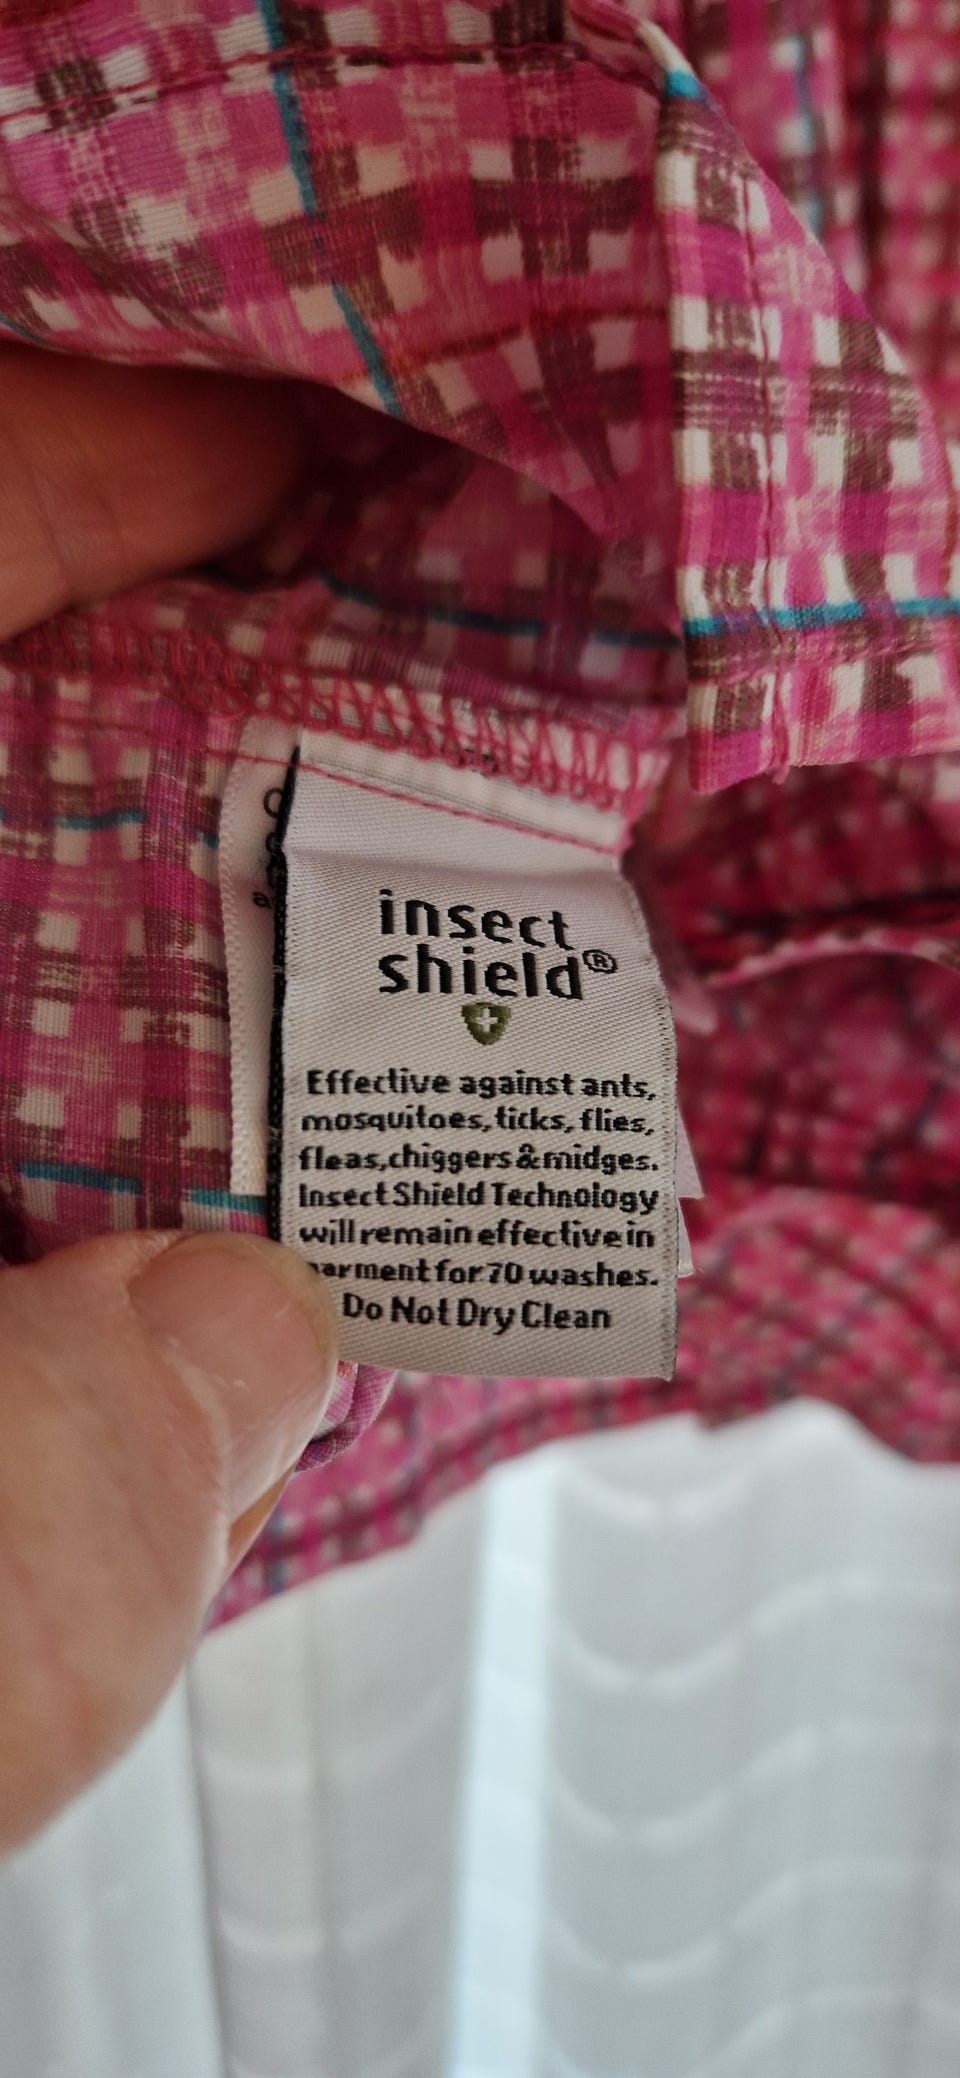 insect
shield®
Effective against ants,
mosquitoes, ticks, flies,
fleas, chiggers & midges.
Insect Shield Technology
will remain effective in
garment for 70 washes.
Do Not Dry Clean